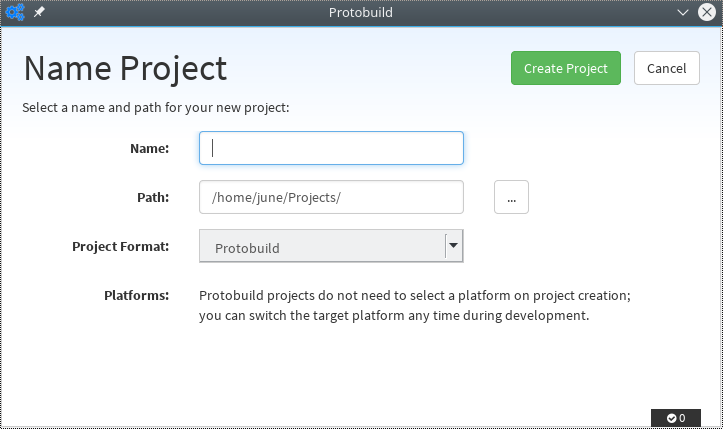 Protobuild
Name Project
Create Project
Cancel
Select a name and path for your new project:
Name:
Path:
/home/june/Projects/
...
Project Format:
Protobuild
Platforms:
Protobuild projects do not need to select a platform on project creation;
you can switch the target platform any time during development.
0